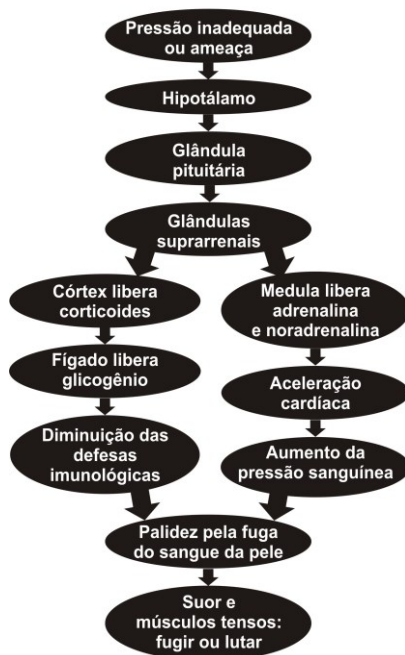 Pressão inadequada
ou ameaça
Hipotálamo
Glândula
pituitária
Glândulas
suprarrenais
Córtex libera
corticoides
Fígado libera
glicogênio
Diminuição das
defesas
imunológicas
Medula libera
adrenalina
e noradrenalina
Aceleração
cardíaca
Aumento da
pressão sanguínea
Palidez pela fuga
do sangue da pele
Suor e
músculos tensos:
fugir ou lutar